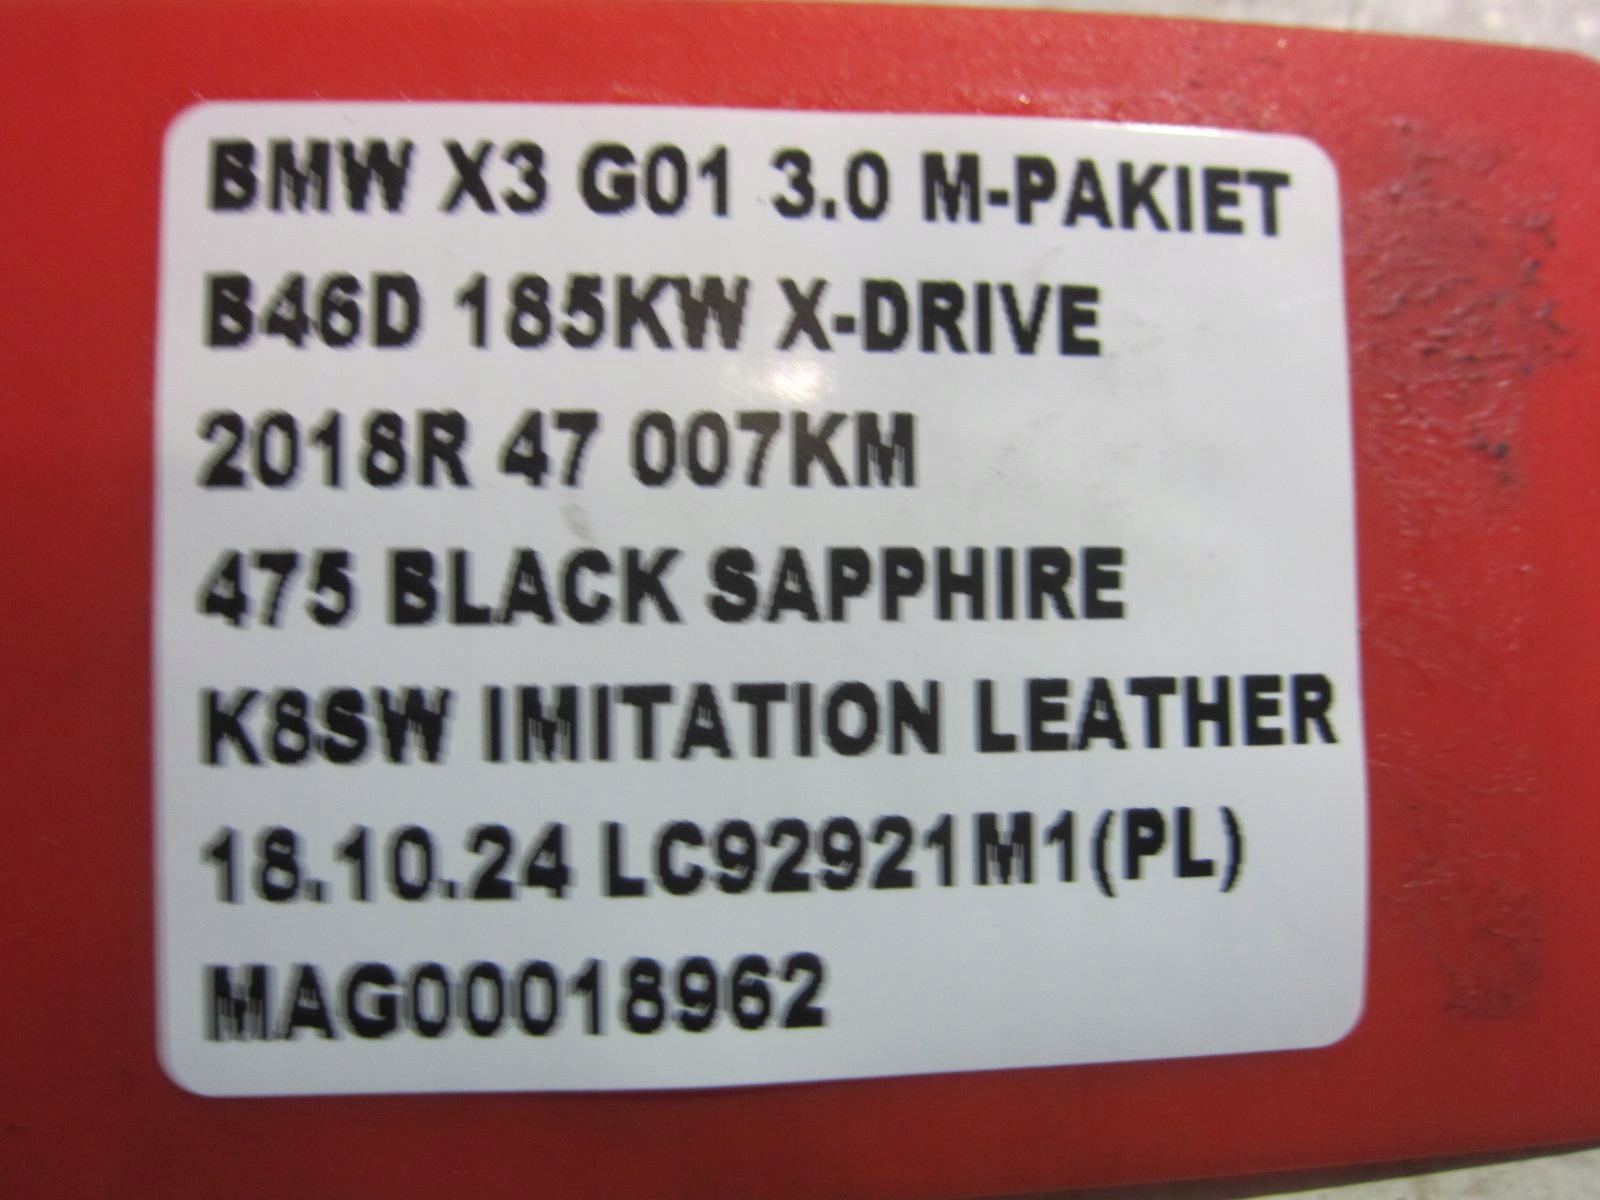 BMW X3 G01 3.0 M-PAKIET
B46D 185KW X-DRIVE
2018R 47 007KM
475 BLACK SAPPHIRE
K8SW IMITATION LEATHER
18.10.24 LC92921M1(PL)
MAG00018962